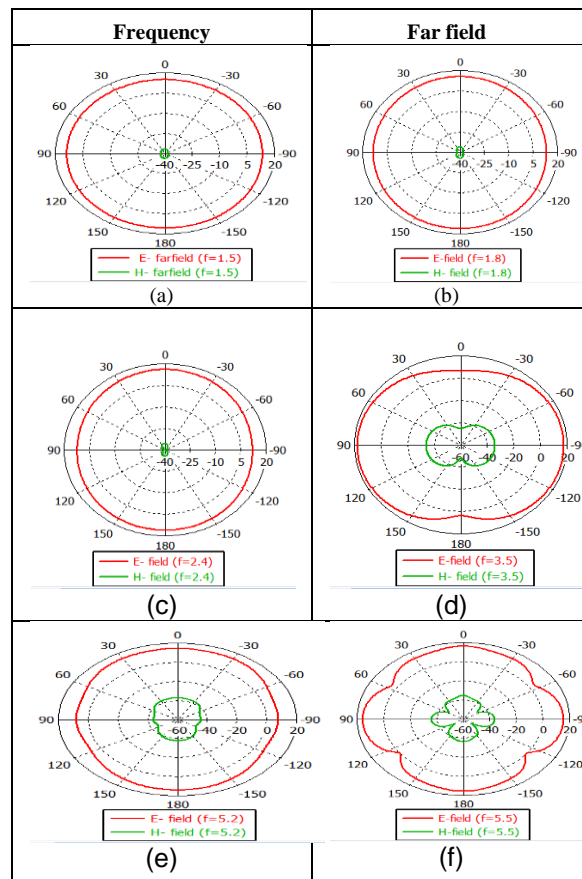 Frequency
Far field
0
30 -30
60 -60
90 -40 -25 -10 5 20 -90
120 -120
150 -150
180
E- farfield (f=1.5)
H- farfield (f=1.5)
(a)
0
30 -30
60 -60
90 -40 -25 -10 5 20 -90
120 -120
150 -150
180
E-field (f=1.8)
H- field (f=1.8)
(b)
0
30 -30
60 -60
90 -40 -25 -10 5 20 -90
120 -120
150 -150
180
E- field (f=2.4)
H- field (f=2.4)
(c)
0
30 -30
60 -60
90 -60 -40 -20 0 20 -90
120 -120
150 -150
180
E-field (f=3.5)
H- field (f=3.5)
(d)
0
30 -30
60 -60
90 -60 -40 -20 0 20 -90
120 -120
150 -150
180
E- field (f=5.2)
H- field (f=5.2)
(e)
0
30 -30
60 -60
90 -60 -40 -20 0 20 -90
120 -120
150 -150
180
E-field (f=5.5)
H-field (f=5.5)
(f)